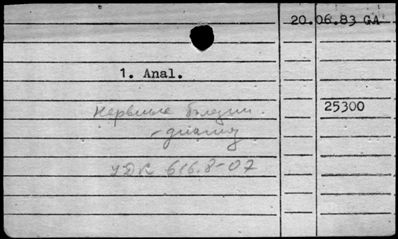 20.06.83 GA
1. Anal.
25300
нервные болезни
- диагноз
УДК 616.8-07